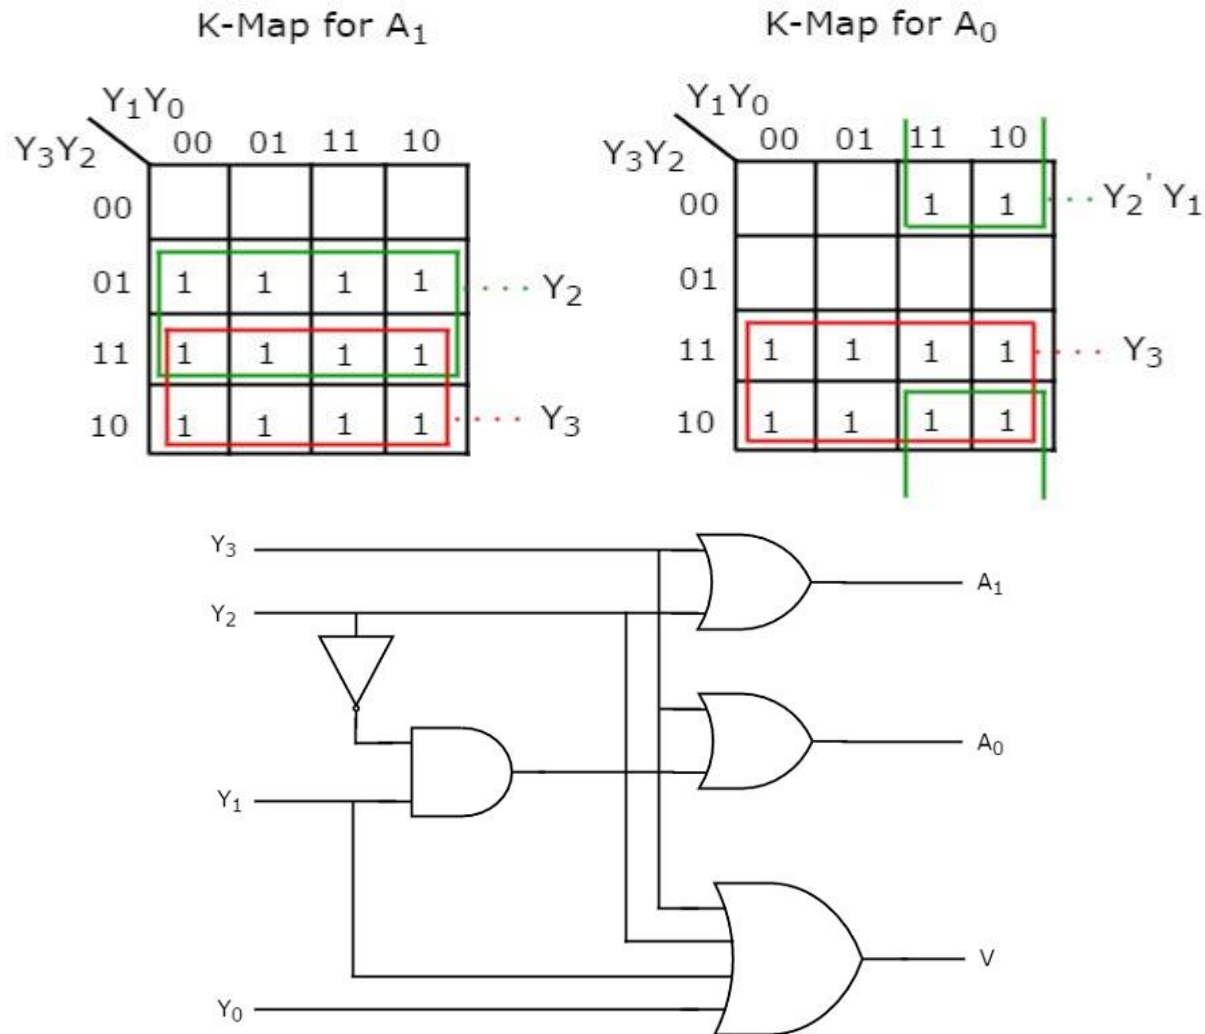 K-Map for A₁
Y₁Y₀
Y₃Y₂
00 01 11 10
00
01 1 1 1 1 Y₂
11 1 1 1 1
10 1 1 1 1 Y₃
K-Map for A₀
Y₁Y₀
Y₃Y₂
00 01 11 10
00 1 1 Y₂' Y₁
01
11 1 1 1 1 Y₃
10 1 1 1 1
Y₃
A₁
Y₂
A₀
Y₁
V
Y₀